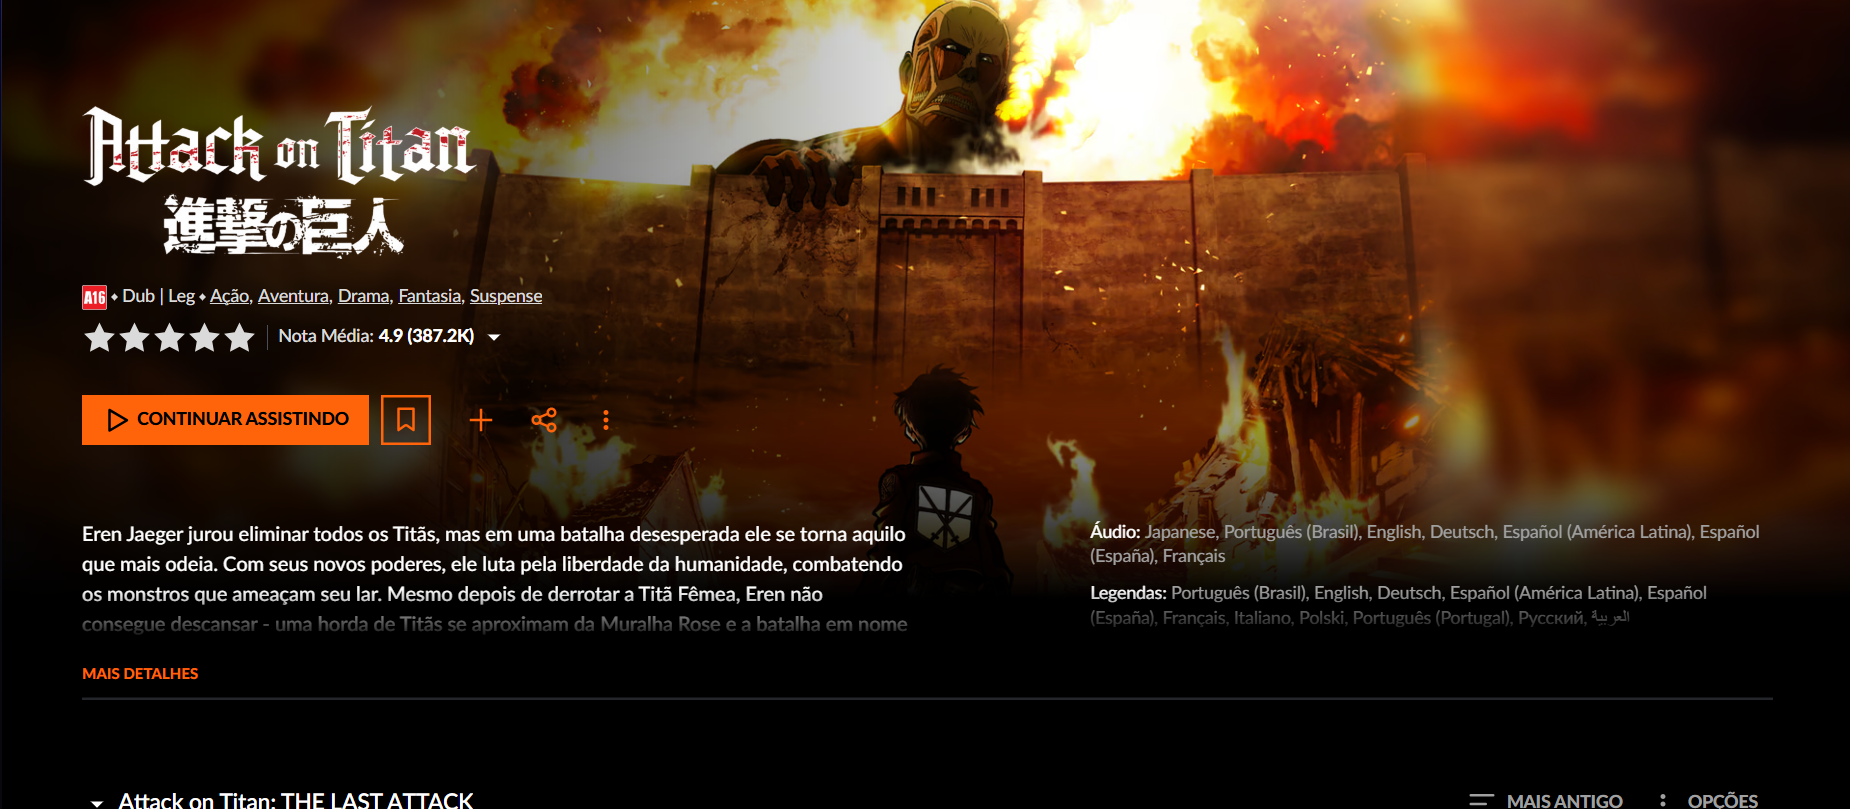 Attack on Titan
進撃の巨人
A16 ♦ Dub | Leg ♦ Ação, Aventura, Drama, Fantasia, Suspense
Nota Média: 4.9 (387.2K)
CONTINUAR ASSISTINDO
Eren Jaeger jurou eliminar todos os Titãs, mas em uma batalha desesperada ele se torna aquilo
que mais odeia. Com seus novos poderes, ele luta pela liberdade da humanidade, combatendo
os monstros que ameaçam seu lar. Mesmo depois de derrotar a Titã Fêmea, Eren não
consegue descansar - uma horda de Titãs se aproximam da Muralha Rose e a batalha em nome
Áudio: Japanese, Português (Brasil), English, Deutsch, Español (América Latina), Español
(España), Français
Legendas: Português (Brasil), English, Deutsch, Español (América Latina), Español
(España), Français, Italiano, Polski, Português (Portugal), Русский, العربية
MAIS DETALHES
Attack on Titan: THE LAST ATTACK
MAIS ANTIGO
OPÇÕES